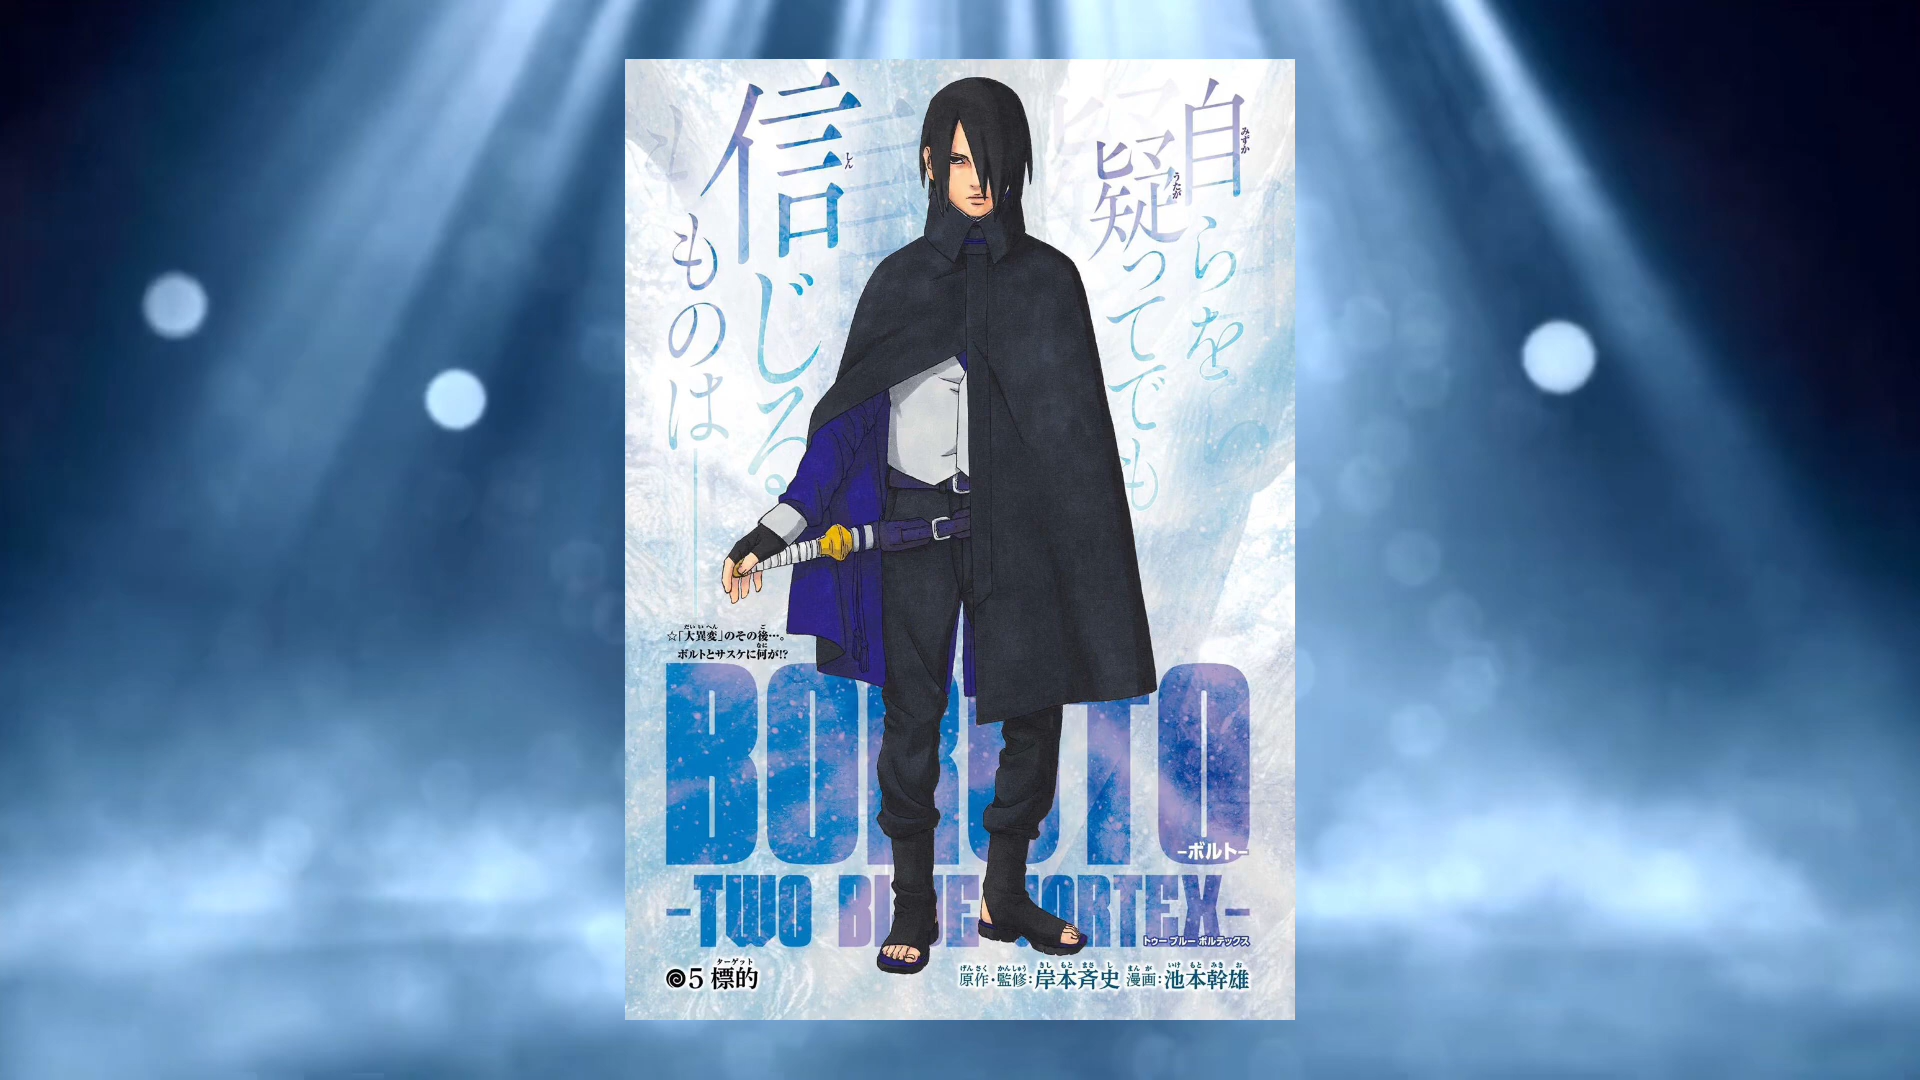 自らを
疑ってでも
信じる。
ものは——
☆「大異変」のその後…。
ボルトとサスケに何が!?
BORUTO
-ボルト-
-TWO BLUE VORTEX-
トゥー ブルー ボルテックス
5 標的
原作・監修:岸本斉史 漫画:池本幹雄